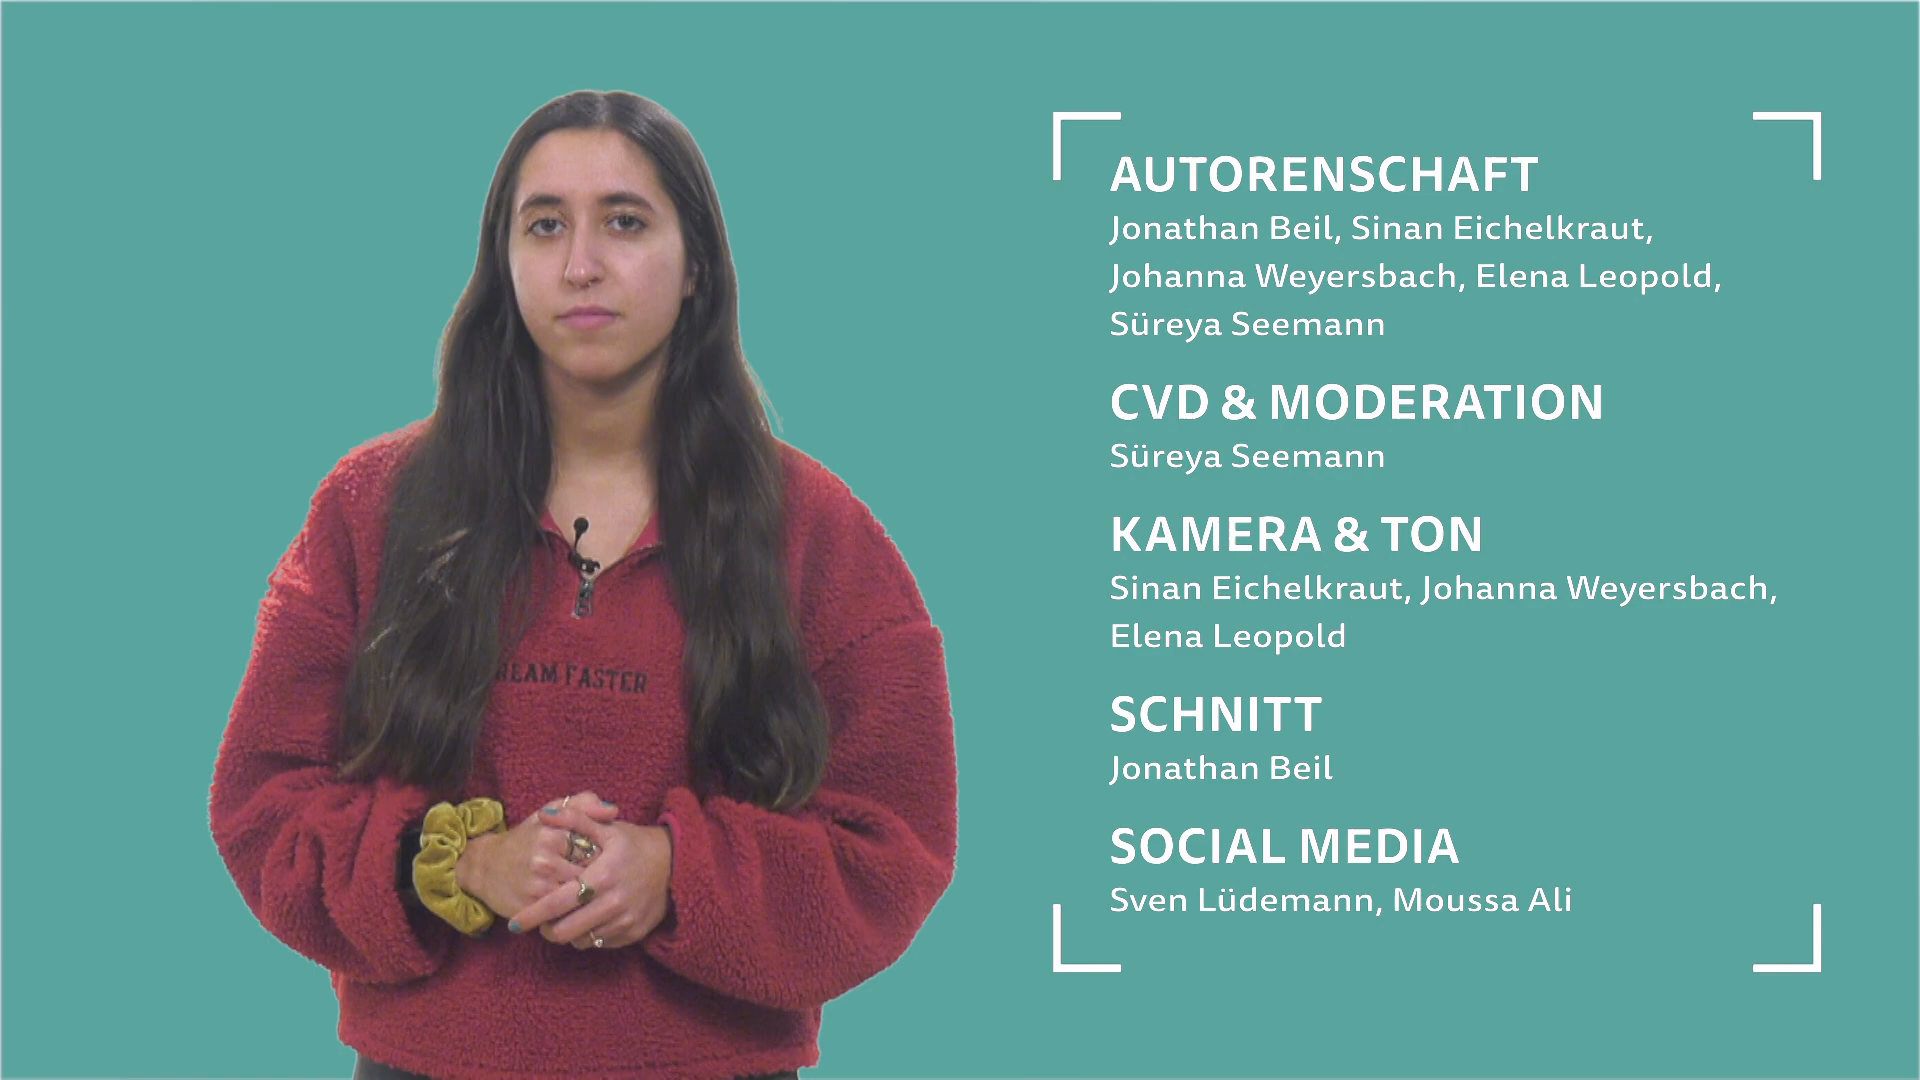 AUTORENSCHAFT
Jonathan Beil, Sinan Eichelkraut,
Johanna Weyersbach, Elena Leopold,
Süreya Seemann
CVD & MODERATION
Süreya Seemann
KAMERA & TON
Sinan Eichelkraut, Johanna Weyersbach,
Elena Leopold
SCHNITT
Jonathan Beil
SOCIAL MEDIA
Sven Lüdemann, Moussa Ali
FASTER